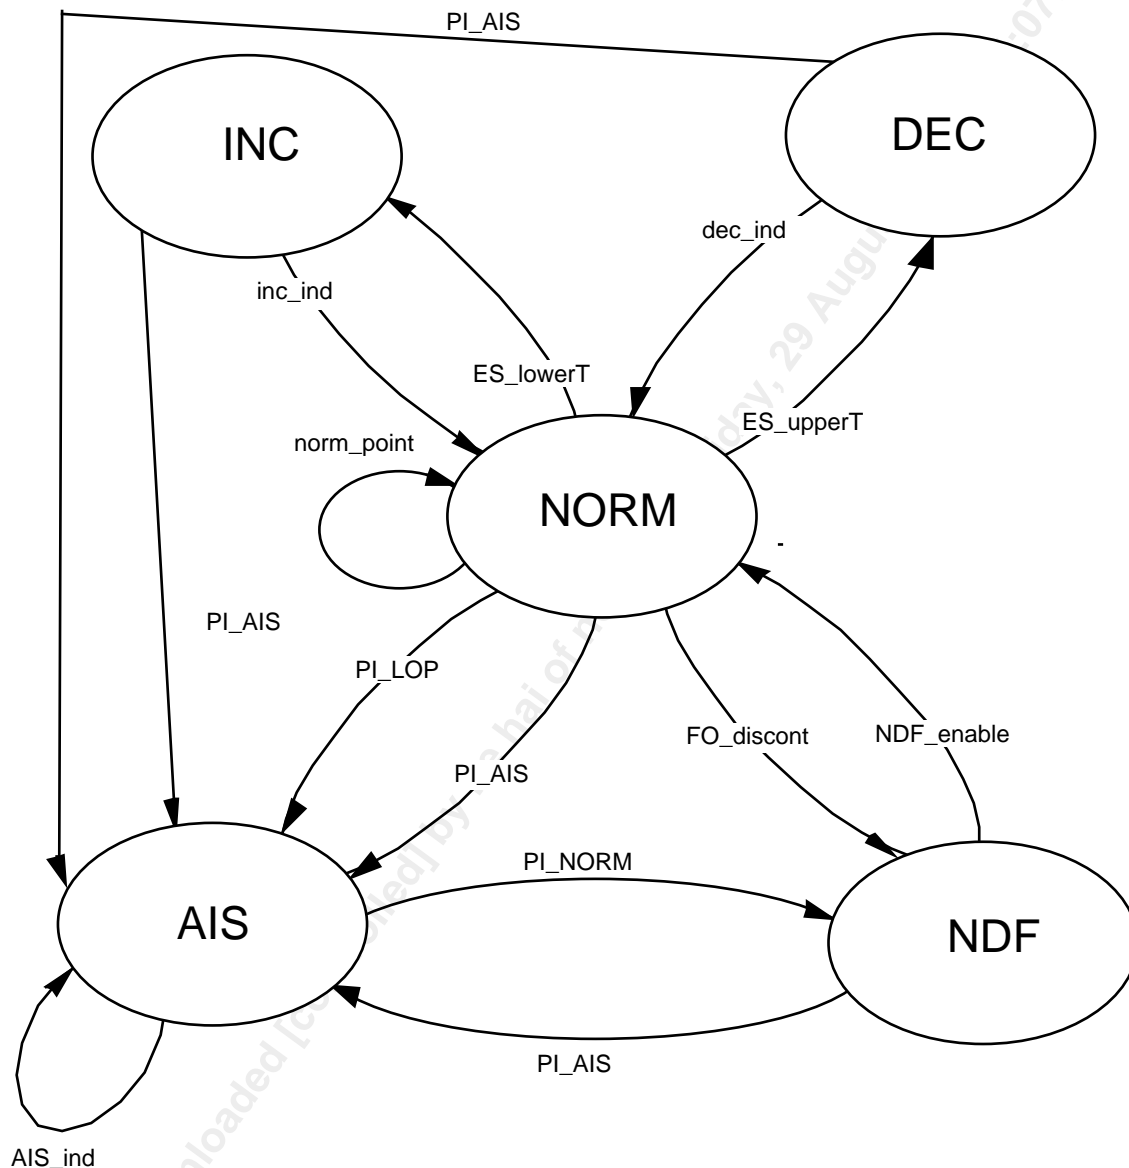 PI_AIS
INC
DEC
dec_ind
inc_ind
ES_lowerT
ES_upperT
norm_point
NORM
-
PI_AIS
PI_LOP
FO_discont
NDF_enable
PI_AIS
PI_NORM
AIS
NDF
PI_AIS
AIS_ind